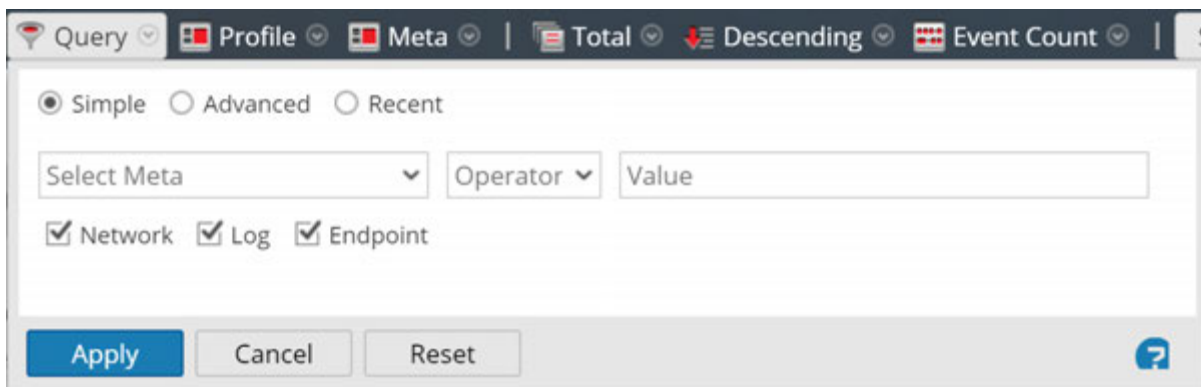 Query Profile Meta | Total Descending Event Count | S
Simple Advanced Recent
Select Meta Operator Value
Network Log Endpoint
Apply Cancel Reset ?